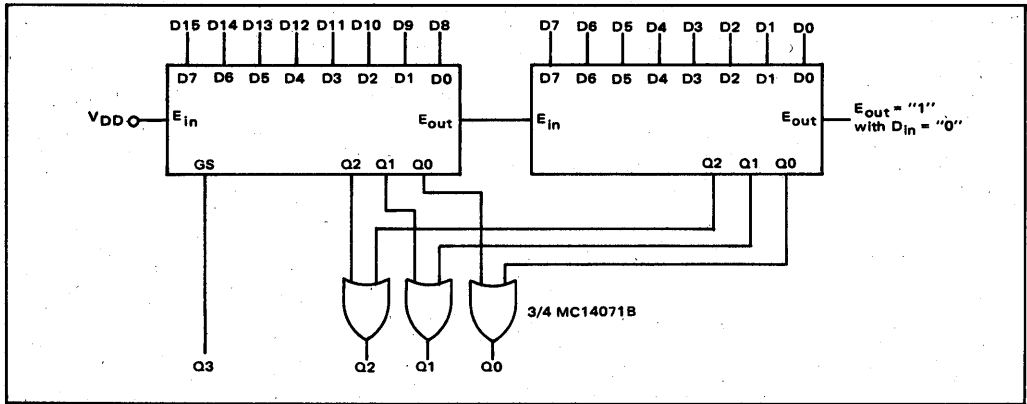 D15 D14 D13 D12 D11 D10 D9 D8 D7 D6 D5 D4 D3 D2 D1 D0
D7 D6 D5 D4 D3 D2 D1 D0 D7 D6 D5 D4 D3 D2 D1 D0
VDD Ein Eout Ein Eout Eout = "1"
with Din = "0"
GS Q2 Q1 Q0 Q2 Q1 Q0
3/4 MC14071B
Q3 Q2 Q1 Q0